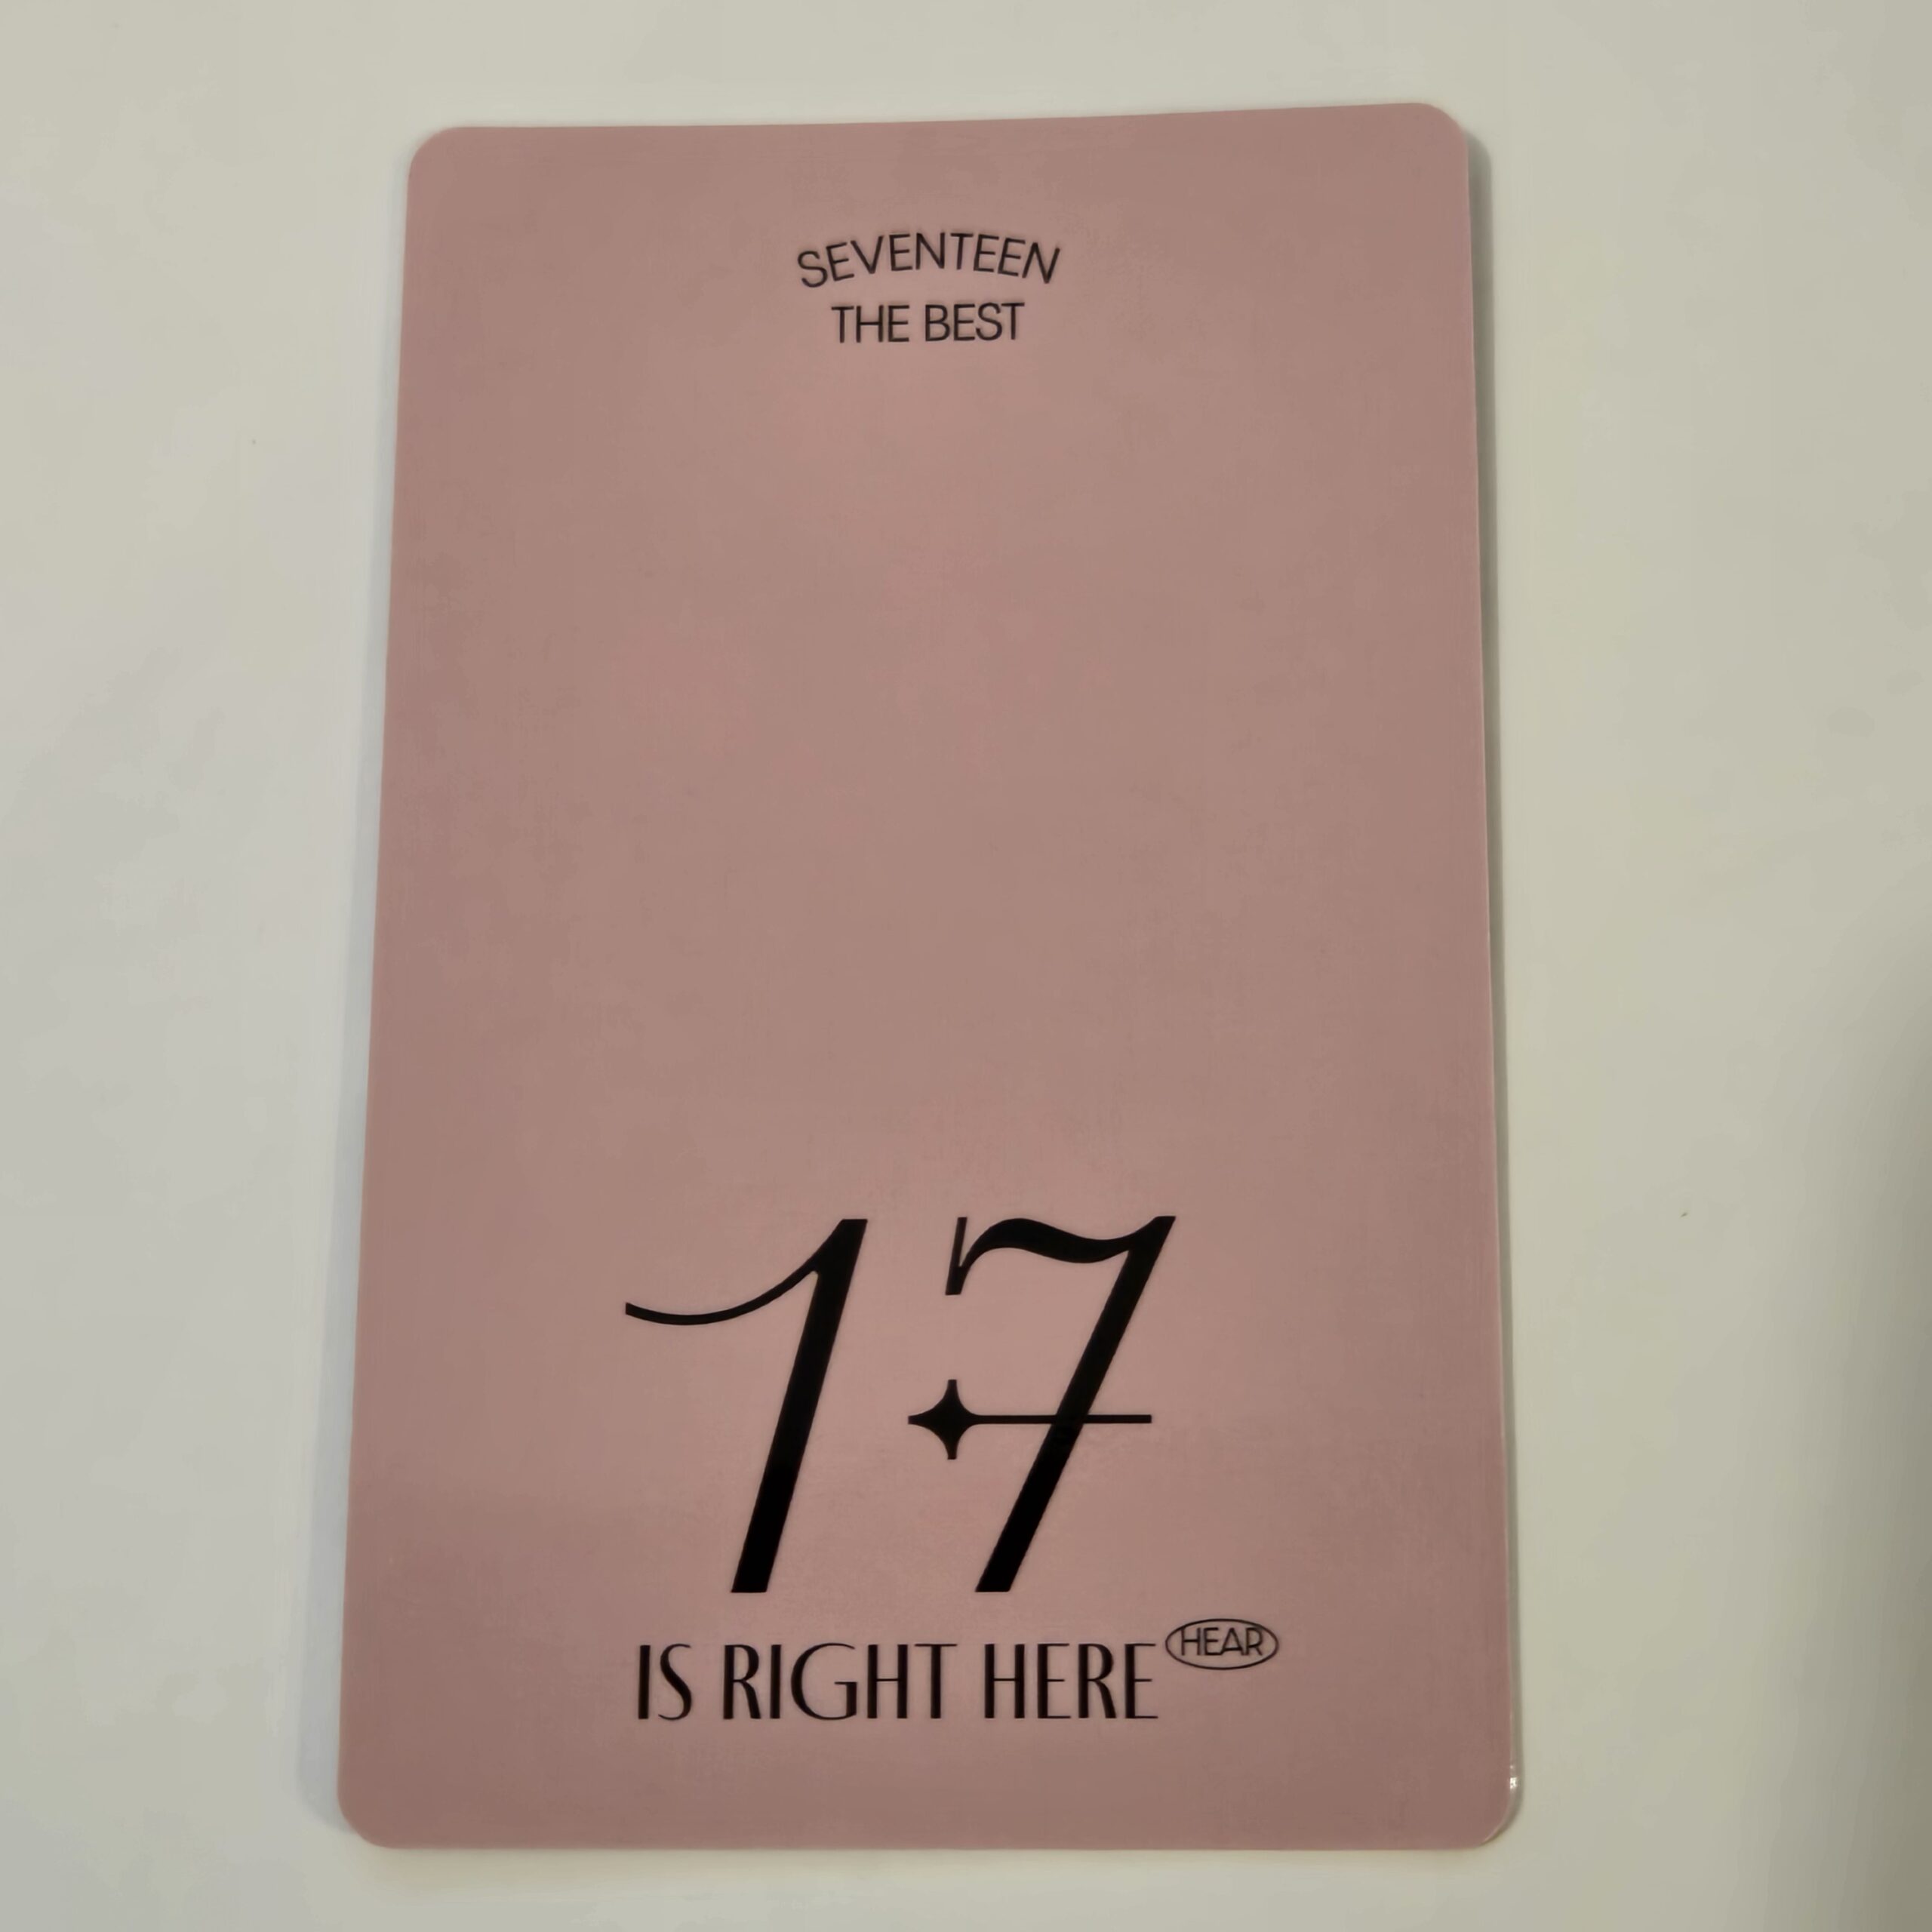 SEVENTEEN
THE BEST
17
IS RIGHT HERE HEAR